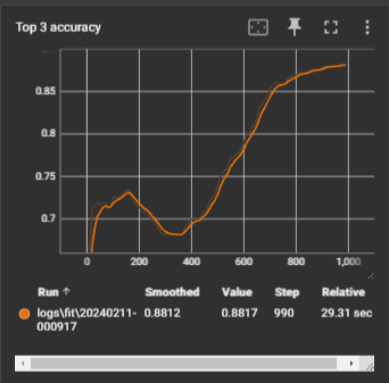 Top 3 accuracy
0.85
0.8
0.75
0.7
0 200 400 600 800 1,000
Run ↑ Smoothed Value Step Relative
logs\fit\20240211- 0.8812 0.8817 990 29.31 sec
000917